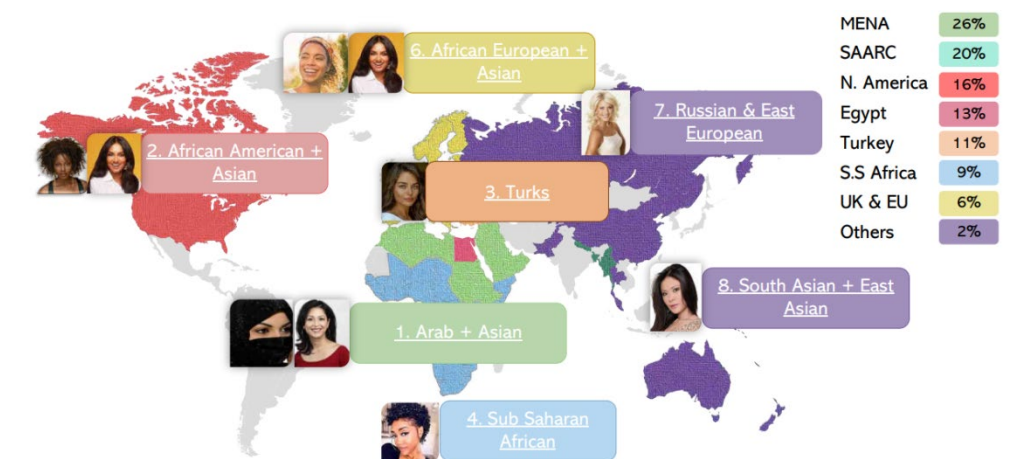 6. African European +
Asian
7. Russian & East
European
2. African American +
Asian
3. Turks
8. South Asian + East
Asian
1. Arab + Asian
4. Sub Saharan
African
MENA 26%
SAARC 20%
N. America 16%
Egypt 13%
Turkey 11%
S.S Africa 9%
UK & EU 6%
Others 2%